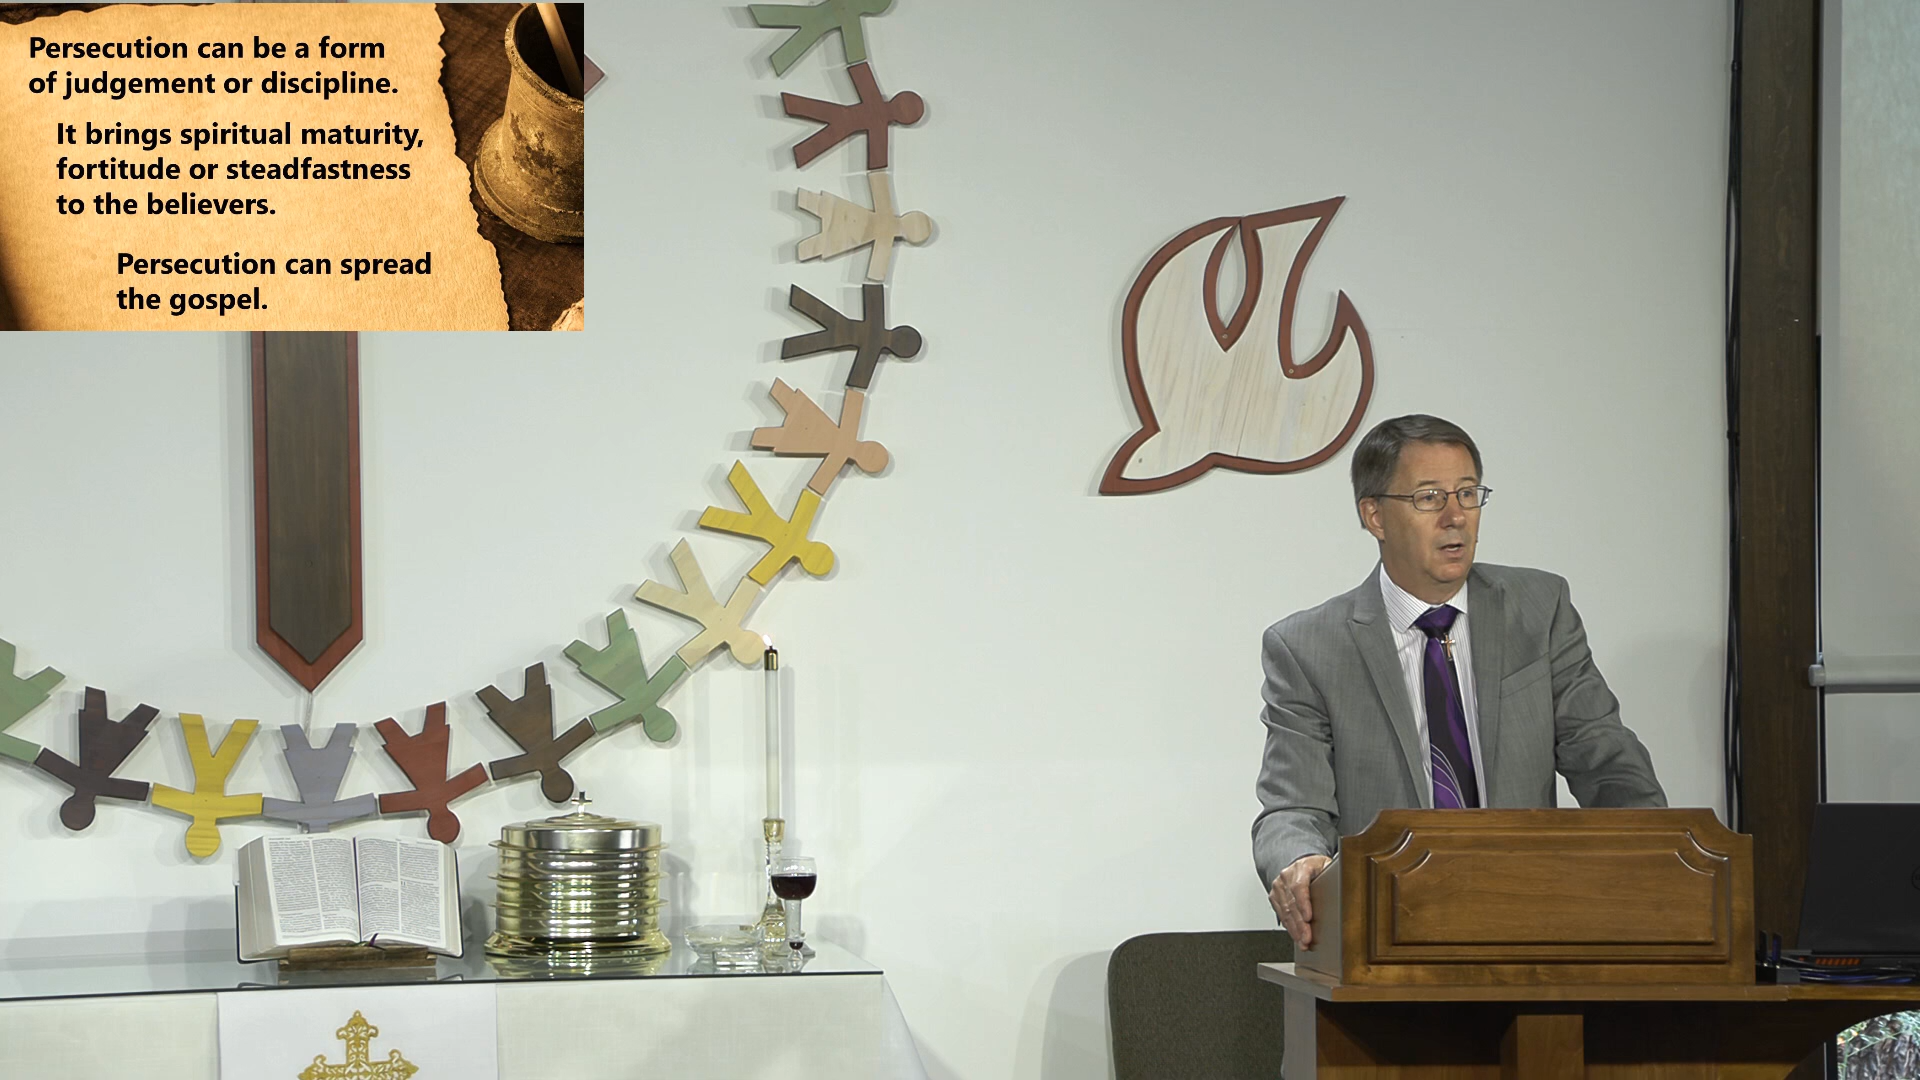 Persecution can be a form
of judgement or discipline.
It brings spiritual maturity,
fortitude or steadfastness
to the believers.
Persecution can spread
the gospel.